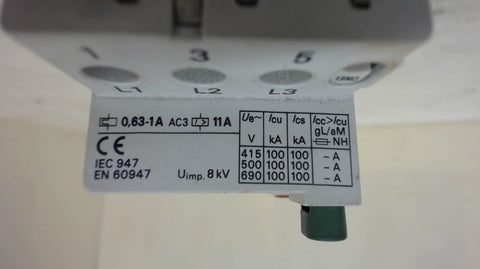 1 3 5
L1 L2 L3
0,63-1A AC3 11A
CE
IEC 947
EN 60947
Uimp. 8kV
Ue~ Icu Ics Icc>Icu
gL/aM
V kA kA NH
415 100 100 – A
500 100 100 – A
690 100 100 – A